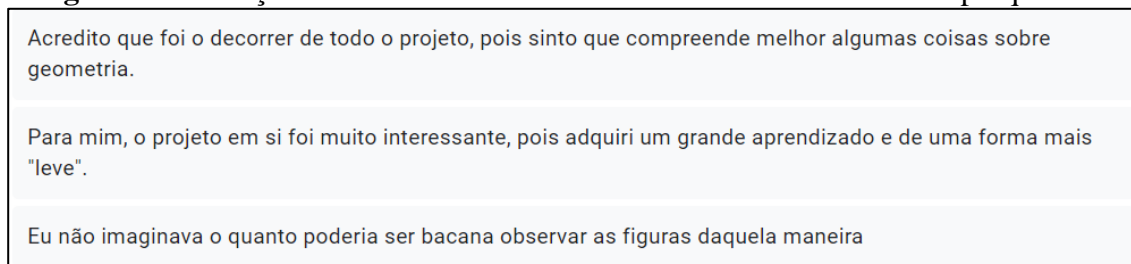 Acredito que foi o decorrer de todo o projeto, pois sinto que compreende melhor algumas coisas sobre
geometria.
Para mim, o projeto em si foi muito interessante, pois adquiri um grande aprendizado e de uma forma mais
"leve".
Eu não imaginava o quanto poderia ser bacana observar as figuras daquela maneira